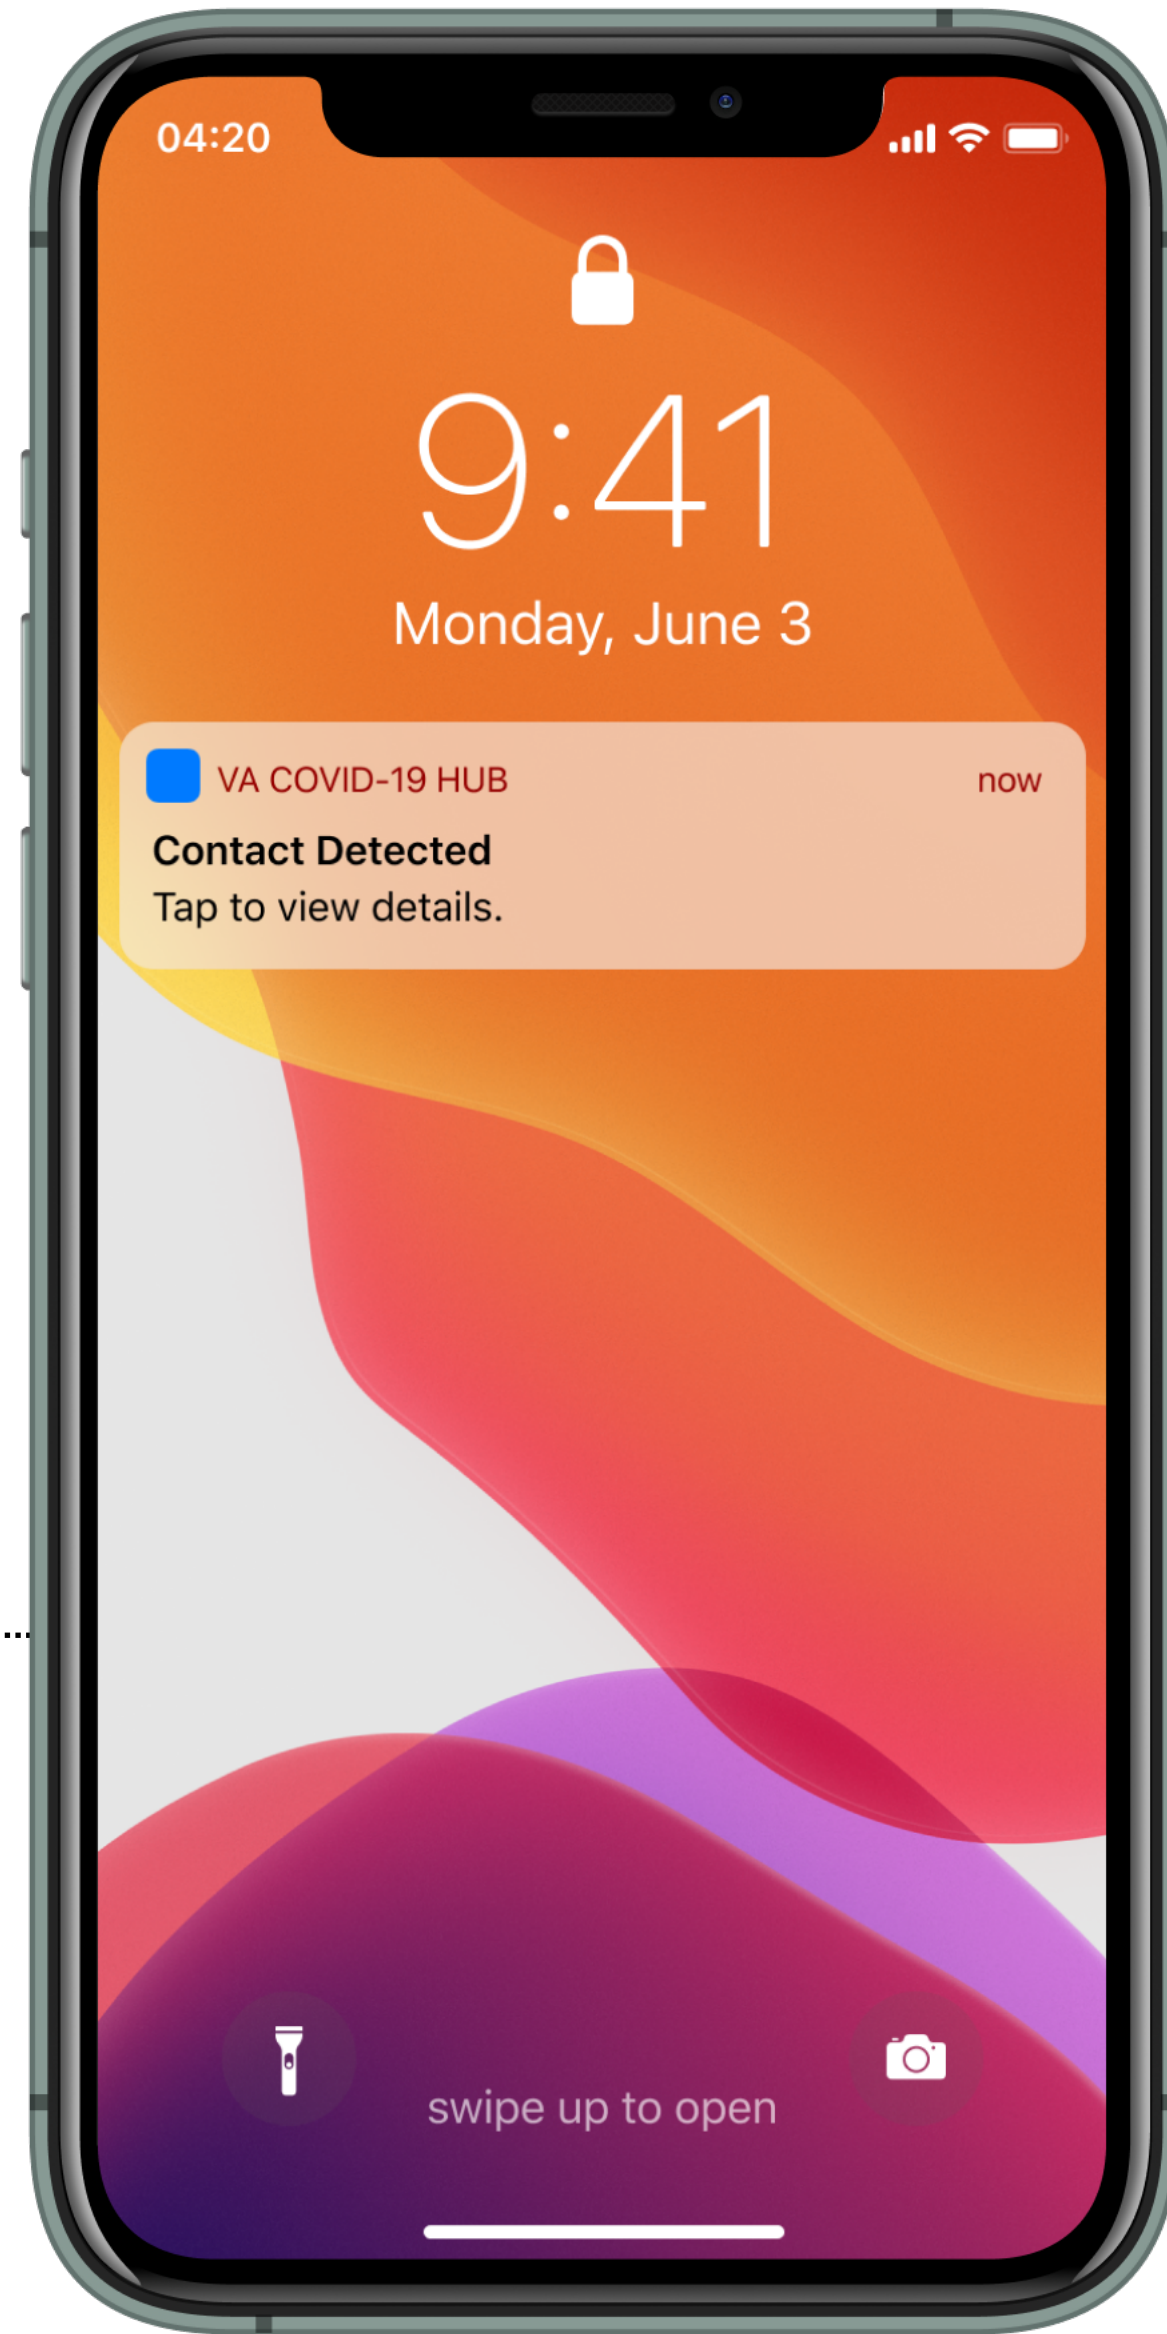 04:20
9:41
Monday, June 3
VA COVID-19 HUB now
Contact Detected
Tap to view details.
swipe up to open